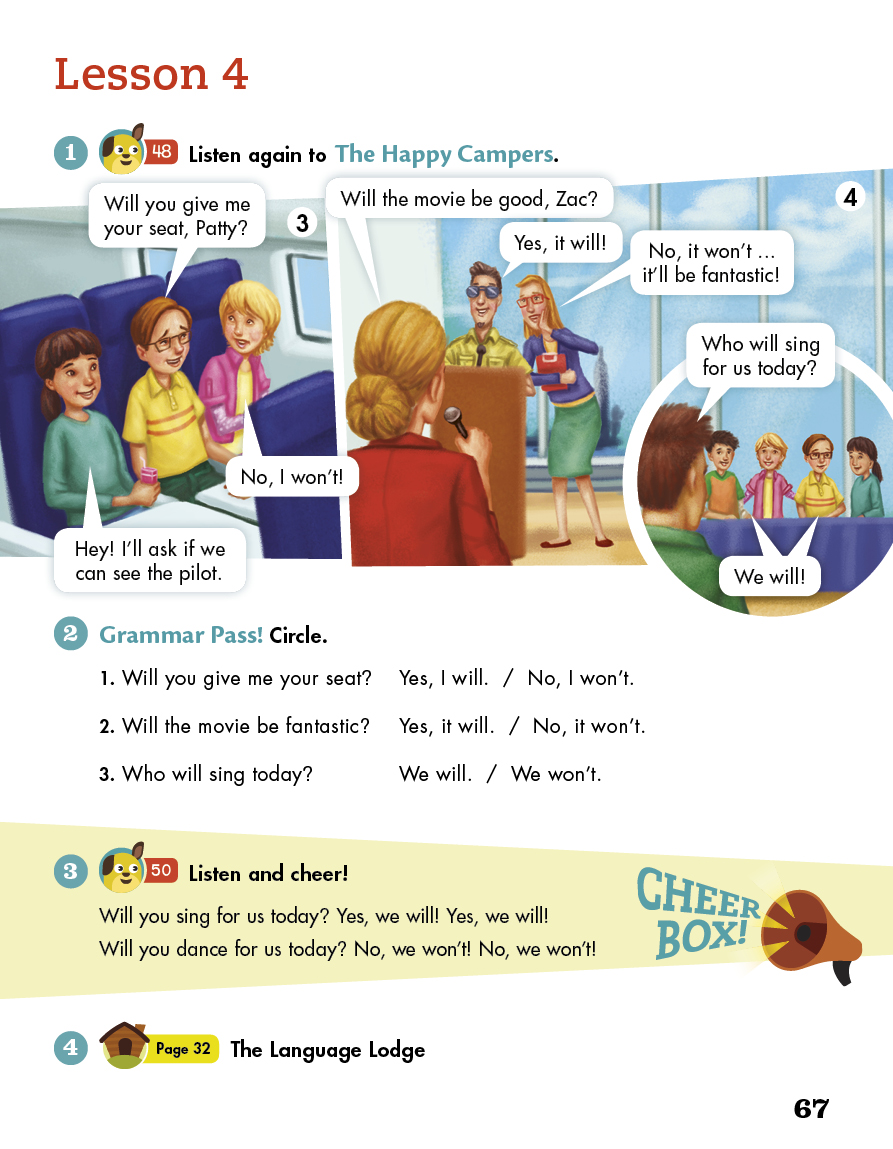 Lesson 4
1 48 Listen again to The Happy Campers.
Will you give me
your seat, Patty?
3
No, I won't!
Hey! I'll ask if we
can see the pilot.
Will the movie be good, Zac?
4
Yes, it will!
No, it won't ...
it'll be fantastic!
Who will sing
for us today?
We will!
2 Grammar Pass! Circle.
1. Will you give me your seat? Yes, I will. / No, I won't.
2. Will the movie be fantastic? Yes, it will. / No, it won't.
3. Who will sing today? We will. / We won't.
3 50 Listen and cheer!
Will you sing for us today? Yes, we will! Yes, we will!
Will you dance for us today? No, we won't! No, we won't!
CHEER
BOX!
4 Page 32 The Language Lodge
67